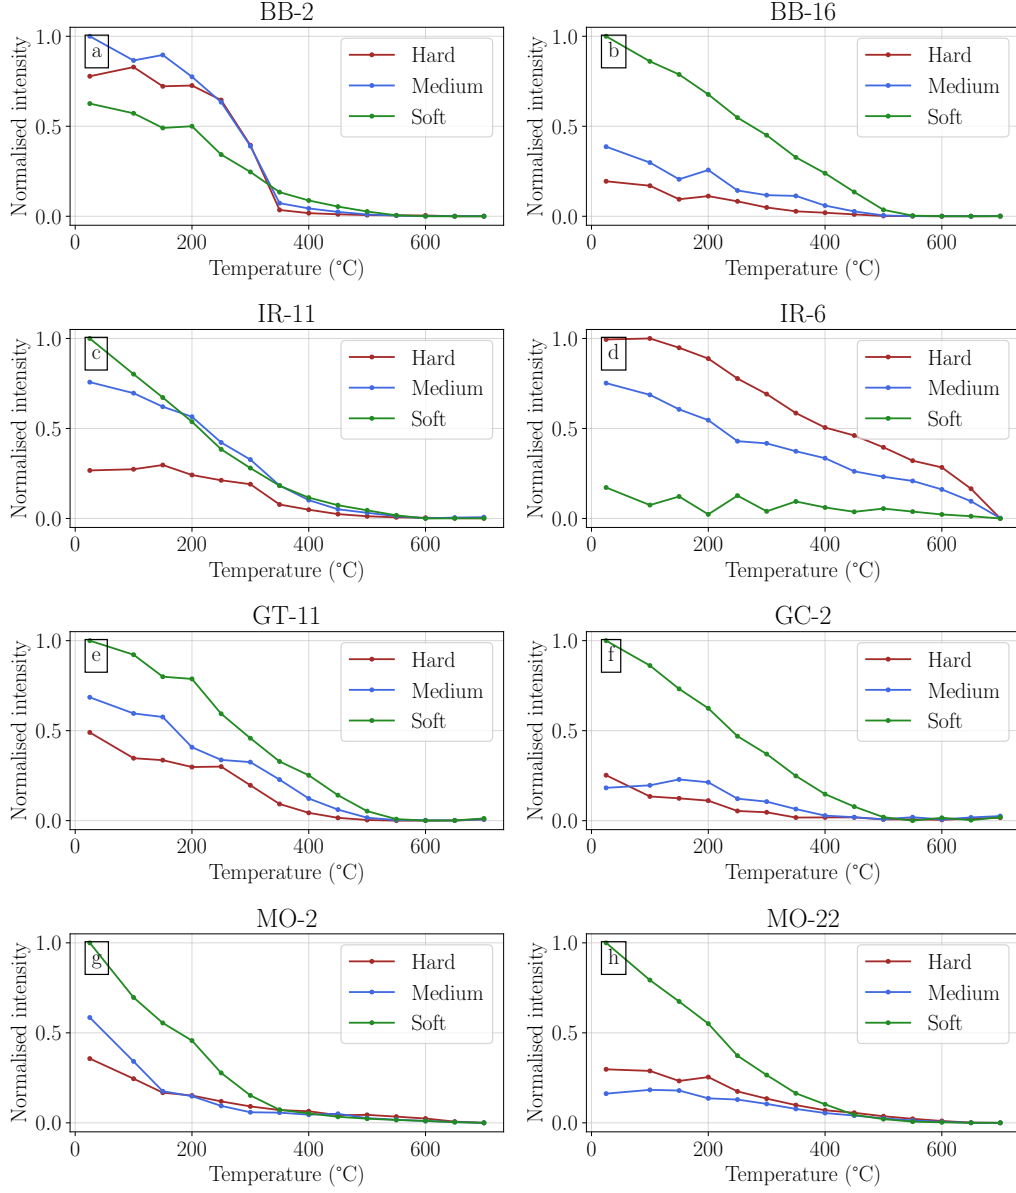 BB-2
Normalised intensity
1.0
0.5
0.0
a
Hard
Medium
Soft
0
200
400
600
Temperature (°C)
BB-16
Normalised intensity
1.0
0.5
0.0
b
Hard
Medium
Soft
0
200
400
600
Temperature (°C)
IR-11
Normalised intensity
1.0
0.5
0.0
c
Hard
Medium
Soft
0
200
400
600
Temperature (°C)
IR-6
Normalised intensity
1.0
0.5
0.0
d
Hard
Medium
Soft
0
200
400
600
Temperature (°C)
GT-11
Normalised intensity
1.0
0.5
0.0
e
Hard
Medium
Soft
0
200
400
600
Temperature (°C)
GC-2
Normalised intensity
1.0
0.5
0.0
f
Hard
Medium
Soft
0
200
400
600
Temperature (°C)
MO-2
Normalised intensity
1.0
0.5
0.0
g
Hard
Medium
Soft
0
200
400
600
Temperature (°C)
MO-22
Normalised intensity
1.0
0.5
0.0
h
Hard
Medium
Soft
0
200
400
600
Temperature (°C)